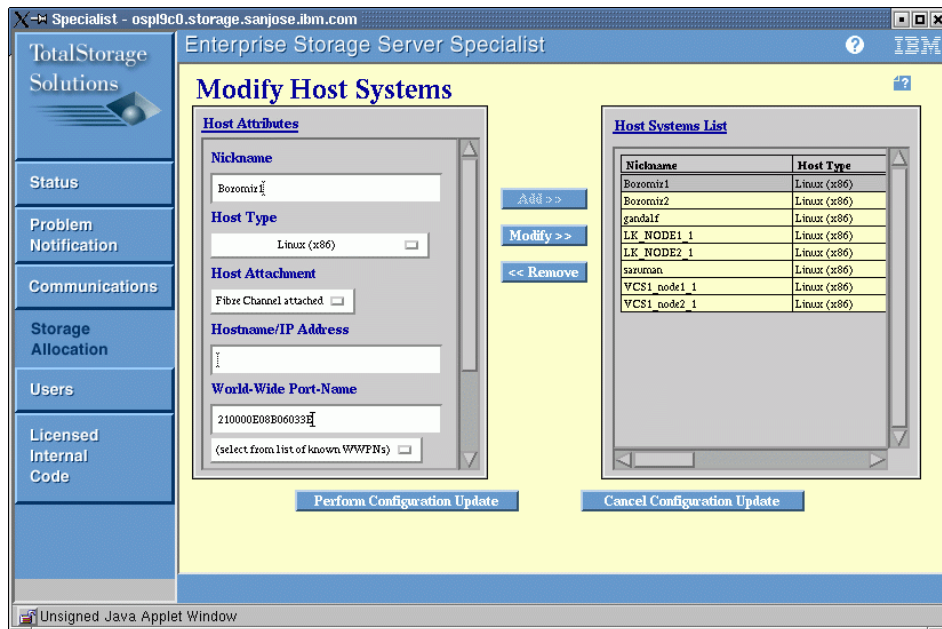 Specialist - ospl9c0.storage.sanjose.ibm.com
TotalStorage
Solutions
Enterprise Storage Server Specialist
?
IBM
Status
Problem
Notification
Communications
Storage
Allocation
Users
Licensed
Internal
Code
Modify Host Systems
?
Host Attributes
Nickname
Boromir1
Host Type
Linux (x86)
Host Attachment
Fibre Channel attached
Hostname/IP Address
World-Wide Port-Name
210000E08B06033E
(select from list of known WWPNs)
Add >>
Modify >>
<< Remove
Host Systems List
Nickname Host Type
Boromir1 Linux (x86)
Boromir2 Linux (x86)
gandalf Linux (x86)
LK_NODE1_1 Linux (x86)
LK_NODE2_1 Linux (x86)
saruman Linux (x86)
VCS1_node1_1 Linux (x86)
VCS1_node2_1 Linux (x86)
Perform Configuration Update
Cancel Configuration Update
Unsigned Java Applet Window